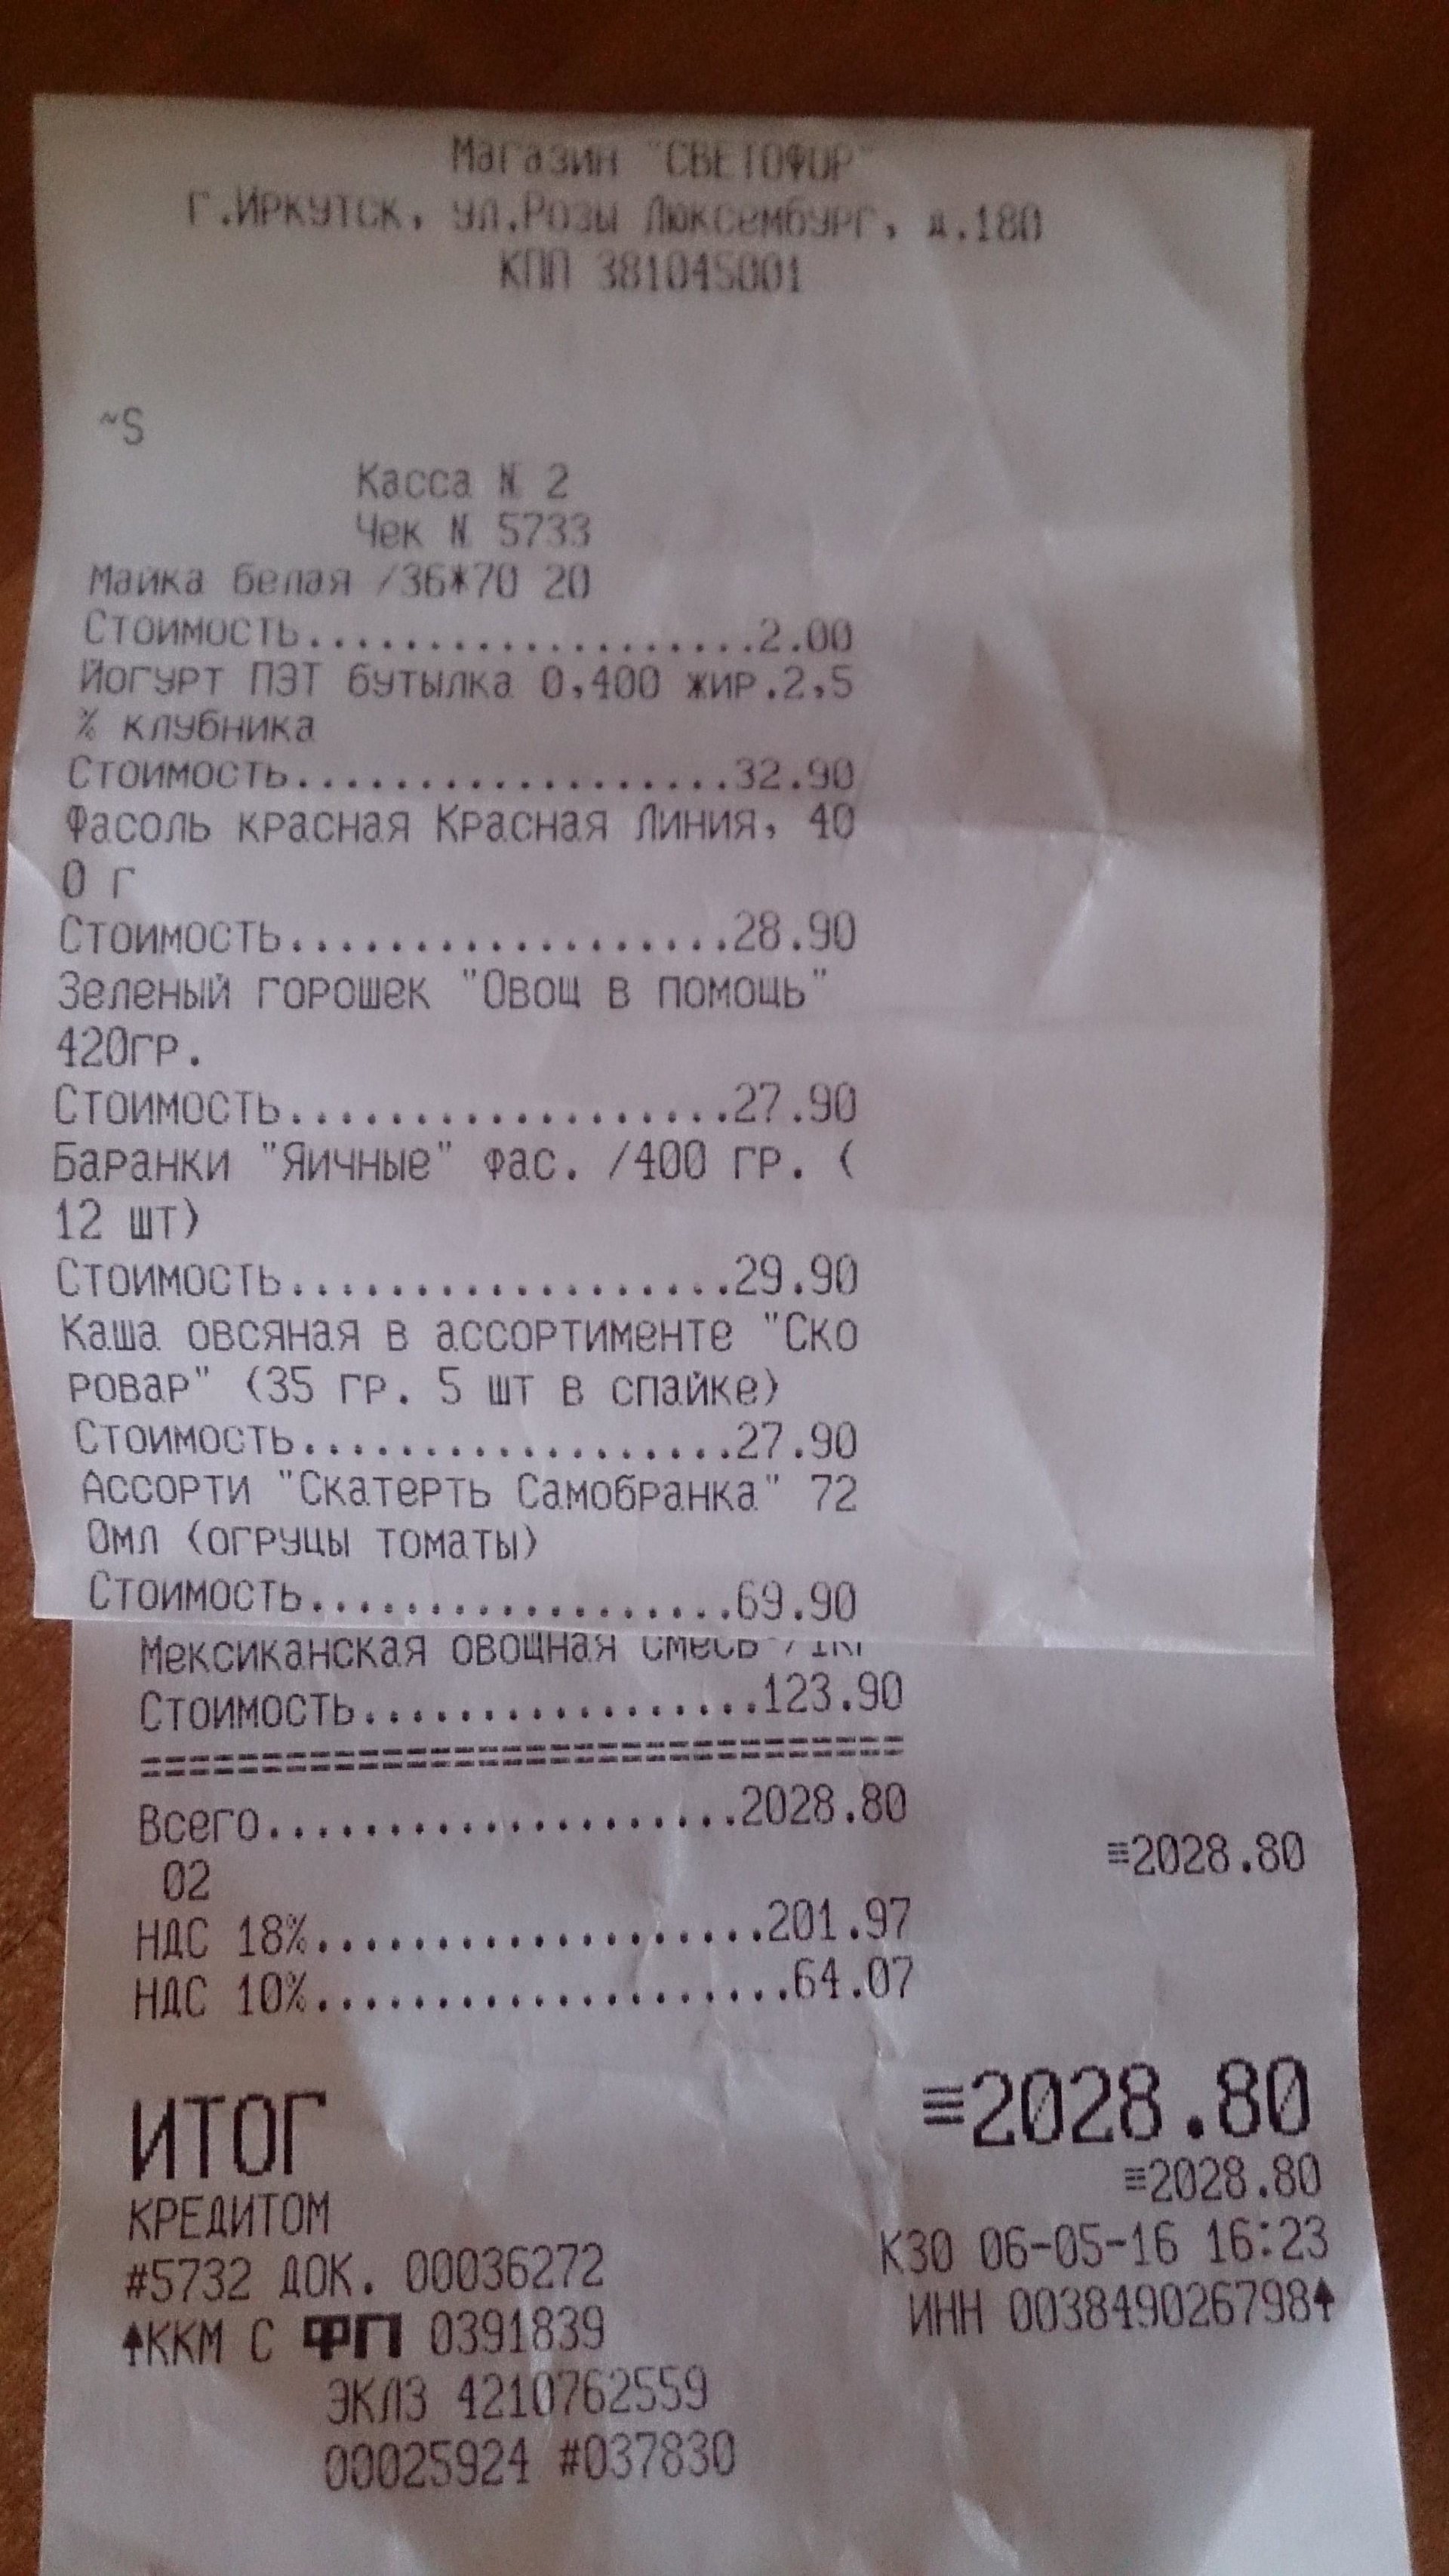 Магазин "СВЕТОФОР"
г.Иркутск, ул.Розы Люксембург, д.180
КПП 381045001
~S
Касса N 2
Чек N 5733
Майка белая /36*70 20
Стоимость...................2.00
Йогурт ПЭТ бутылка 0,400 жир.2,5
% клубника
Стоимость..................32.90
Фасоль красная Красная Линия, 40
0 г
Стоимость..................28.90
Зеленый горошек "Овощ в помощь"
420гр.
Стоимость..................27.90
Баранки "Яичные" фас. /400 гр. (
12 шт)
Стоимость..................29.90
Каша овсяная в ассортименте "Ско
ровар" (35 гр. 5 шт в спайке)
Стоимость..................27.90
Ассорти "Скатерть Самобранка" 72
0мл (огруцы томаты)
Стоимость..................69.90
Мексиканская овощная смесь /1кг
Стоимость.................123.90
================================
Всего....................2028.80
02 ≡2028.80
НДС 18%...................201.97
НДС 10%....................64.07
ИТОГ ≡2028.80
КРЕДИТОМ ≡2028.80
#5732 ДОК. 00036272 К30 06-05-16 16:23
ККМ С ФП 0391839 ИНН 003849026798
ЭКЛЗ 4210762559
00025924 #037830